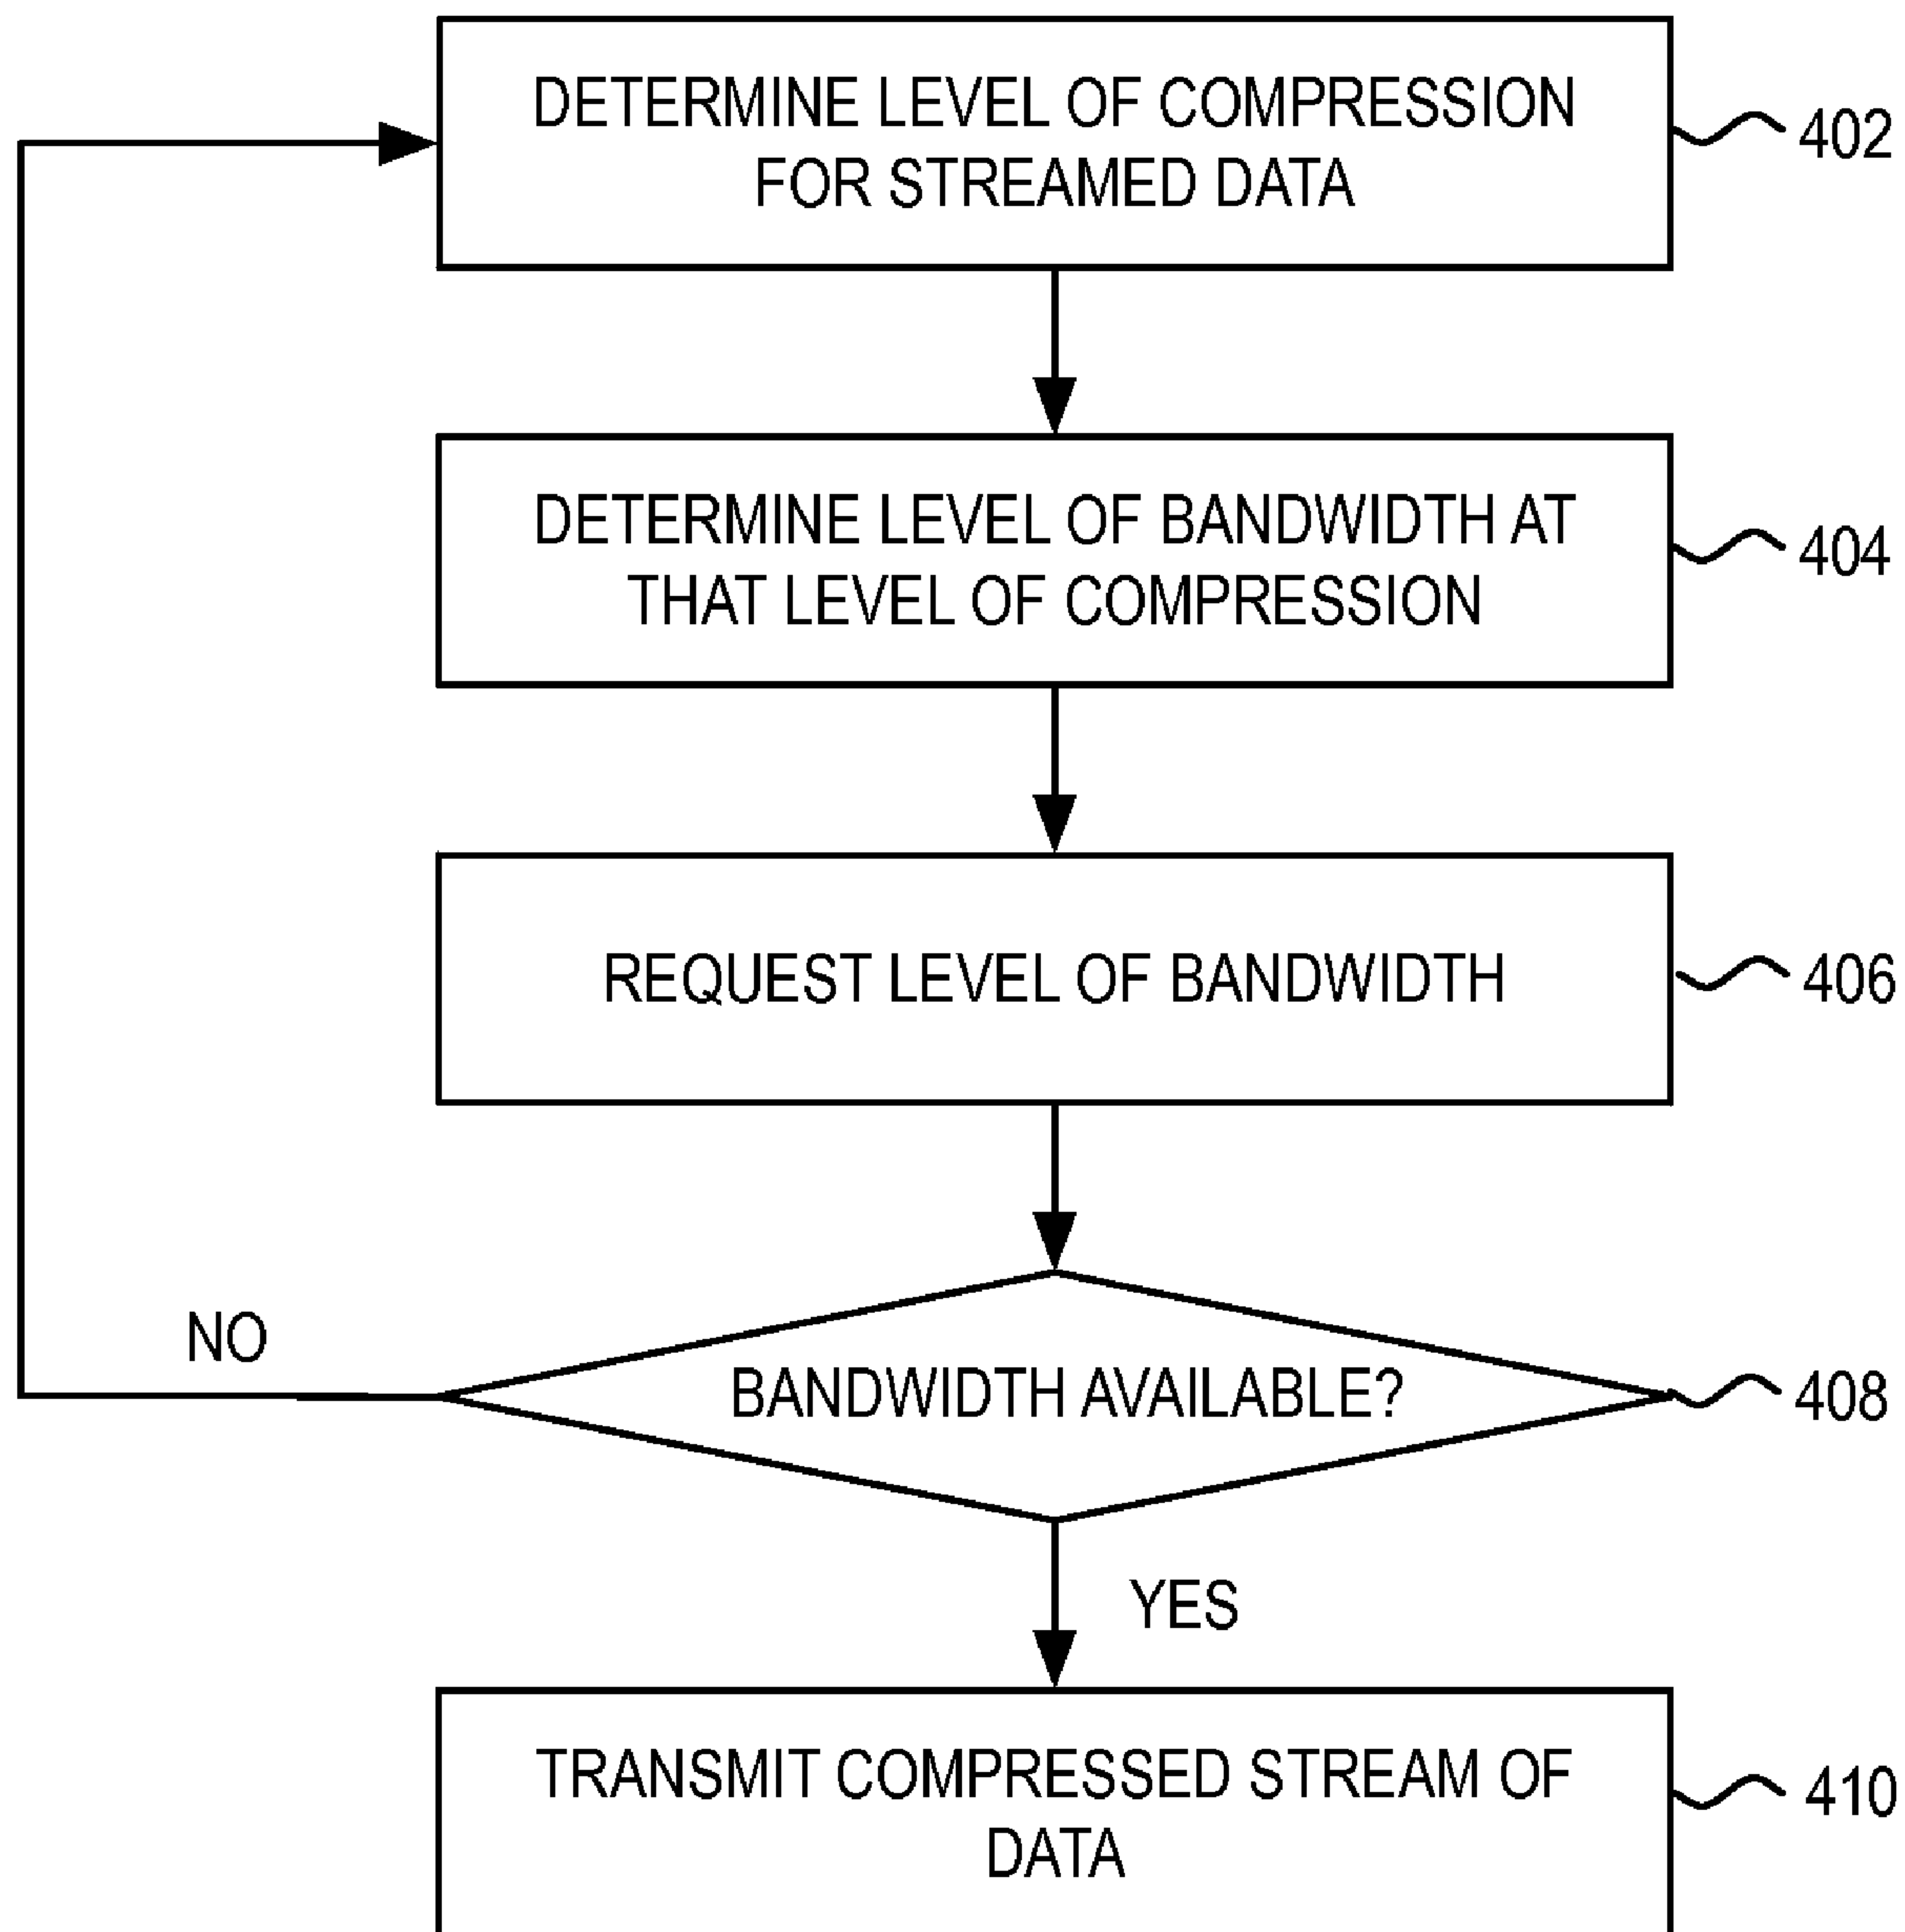 DETERMINE LEVEL OF COMPRESSION
FOR STREAMED DATA
402
DETERMINE LEVEL OF BANDWIDTH AT
THAT LEVEL OF COMPRESSION
404
REQUEST LEVEL OF BANDWIDTH
406
NO
BANDWIDTH AVAILABLE?
408
YES
TRANSMIT COMPRESSED STREAM OF
DATA
410